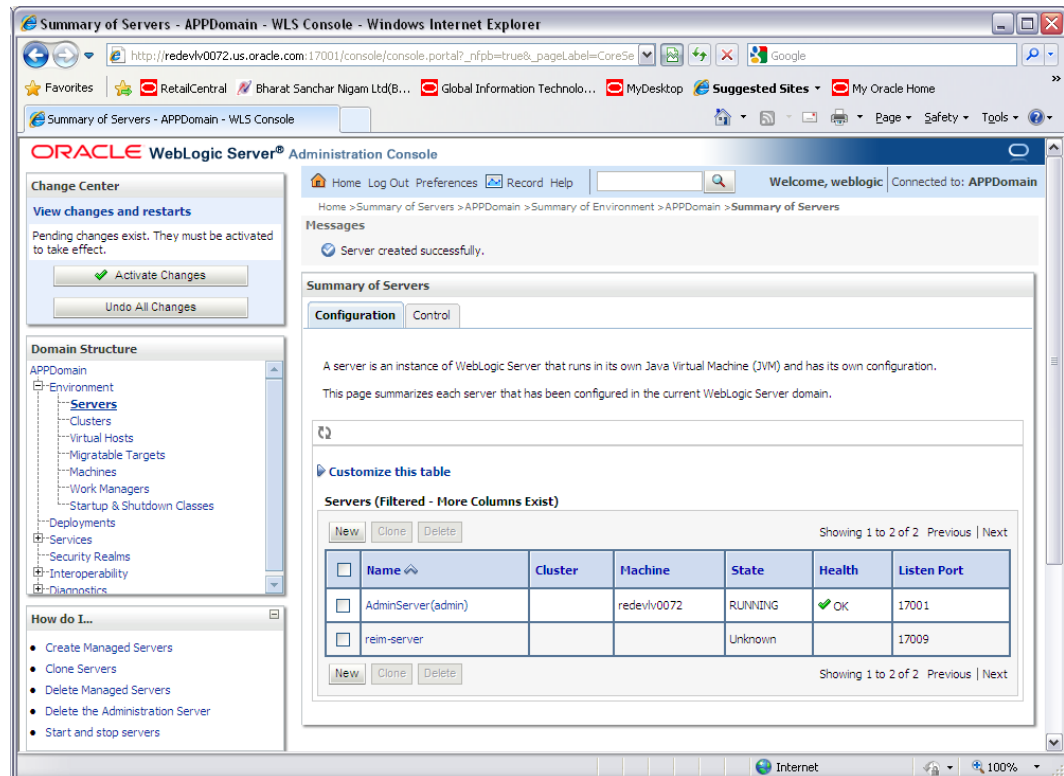 Summary of Servers - APPDomain - WLS Console - Windows Internet Explorer
http://redevlv0072.us.oracle.com:17001/console/console.portal?_nfpb=true&_pageLabel=CoreSe
Google
Favorites
RetailCentral
Bharat Sanchar Nigam Ltd(B...
Global Information Technolo...
MyDesktop
Suggested Sites
My Oracle Home
Summary of Servers - APPDomain - WLS Console
Page
Safety
Tools
ORACLE WebLogic Server® Administration Console
Change Center
View changes and restarts
Pending changes exist. They must be activated
to take effect.
Activate Changes
Undo All Changes
Domain Structure
APPDomain
Environment
Servers
Clusters
Virtual Hosts
Migratable Targets
Machines
Work Managers
Startup & Shutdown Classes
Deployments
Services
Security Realms
Interoperability
Diagnostics
How do I...
Create Managed Servers
Clone Servers
Delete Managed Servers
Delete the Administration Server
Start and stop servers
Home Log Out Preferences Record Help
Welcome, weblogic Connected to: APPDomain
Home >Summary of Servers >APPDomain >Summary of Environment >APPDomain >Summary of Servers
Messages
Server created successfully.
Summary of Servers
Configuration Control
A server is an instance of WebLogic Server that runs in its own Java Virtual Machine (JVM) and has its own configuration.
This page summarizes each server that has been configured in the current WebLogic Server domain.
Customize this table
Servers (Filtered - More Columns Exist)
New Clone Delete Showing 1 to 2 of 2 Previous | Next
Name Cluster Machine State Health Listen Port
AdminServer(admin) redevlv0072 RUNNING OK 17001
reim-server Unknown 17009
New Clone Delete Showing 1 to 2 of 2 Previous | Next
Internet 100%